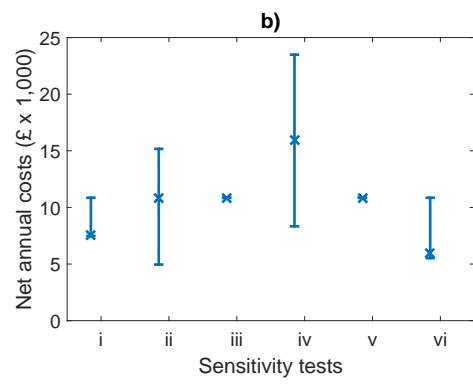 b)
Net annual costs (£ x 1,000)
25
20
15
10
5
0
i ii iii iv v vi
Sensitivity tests